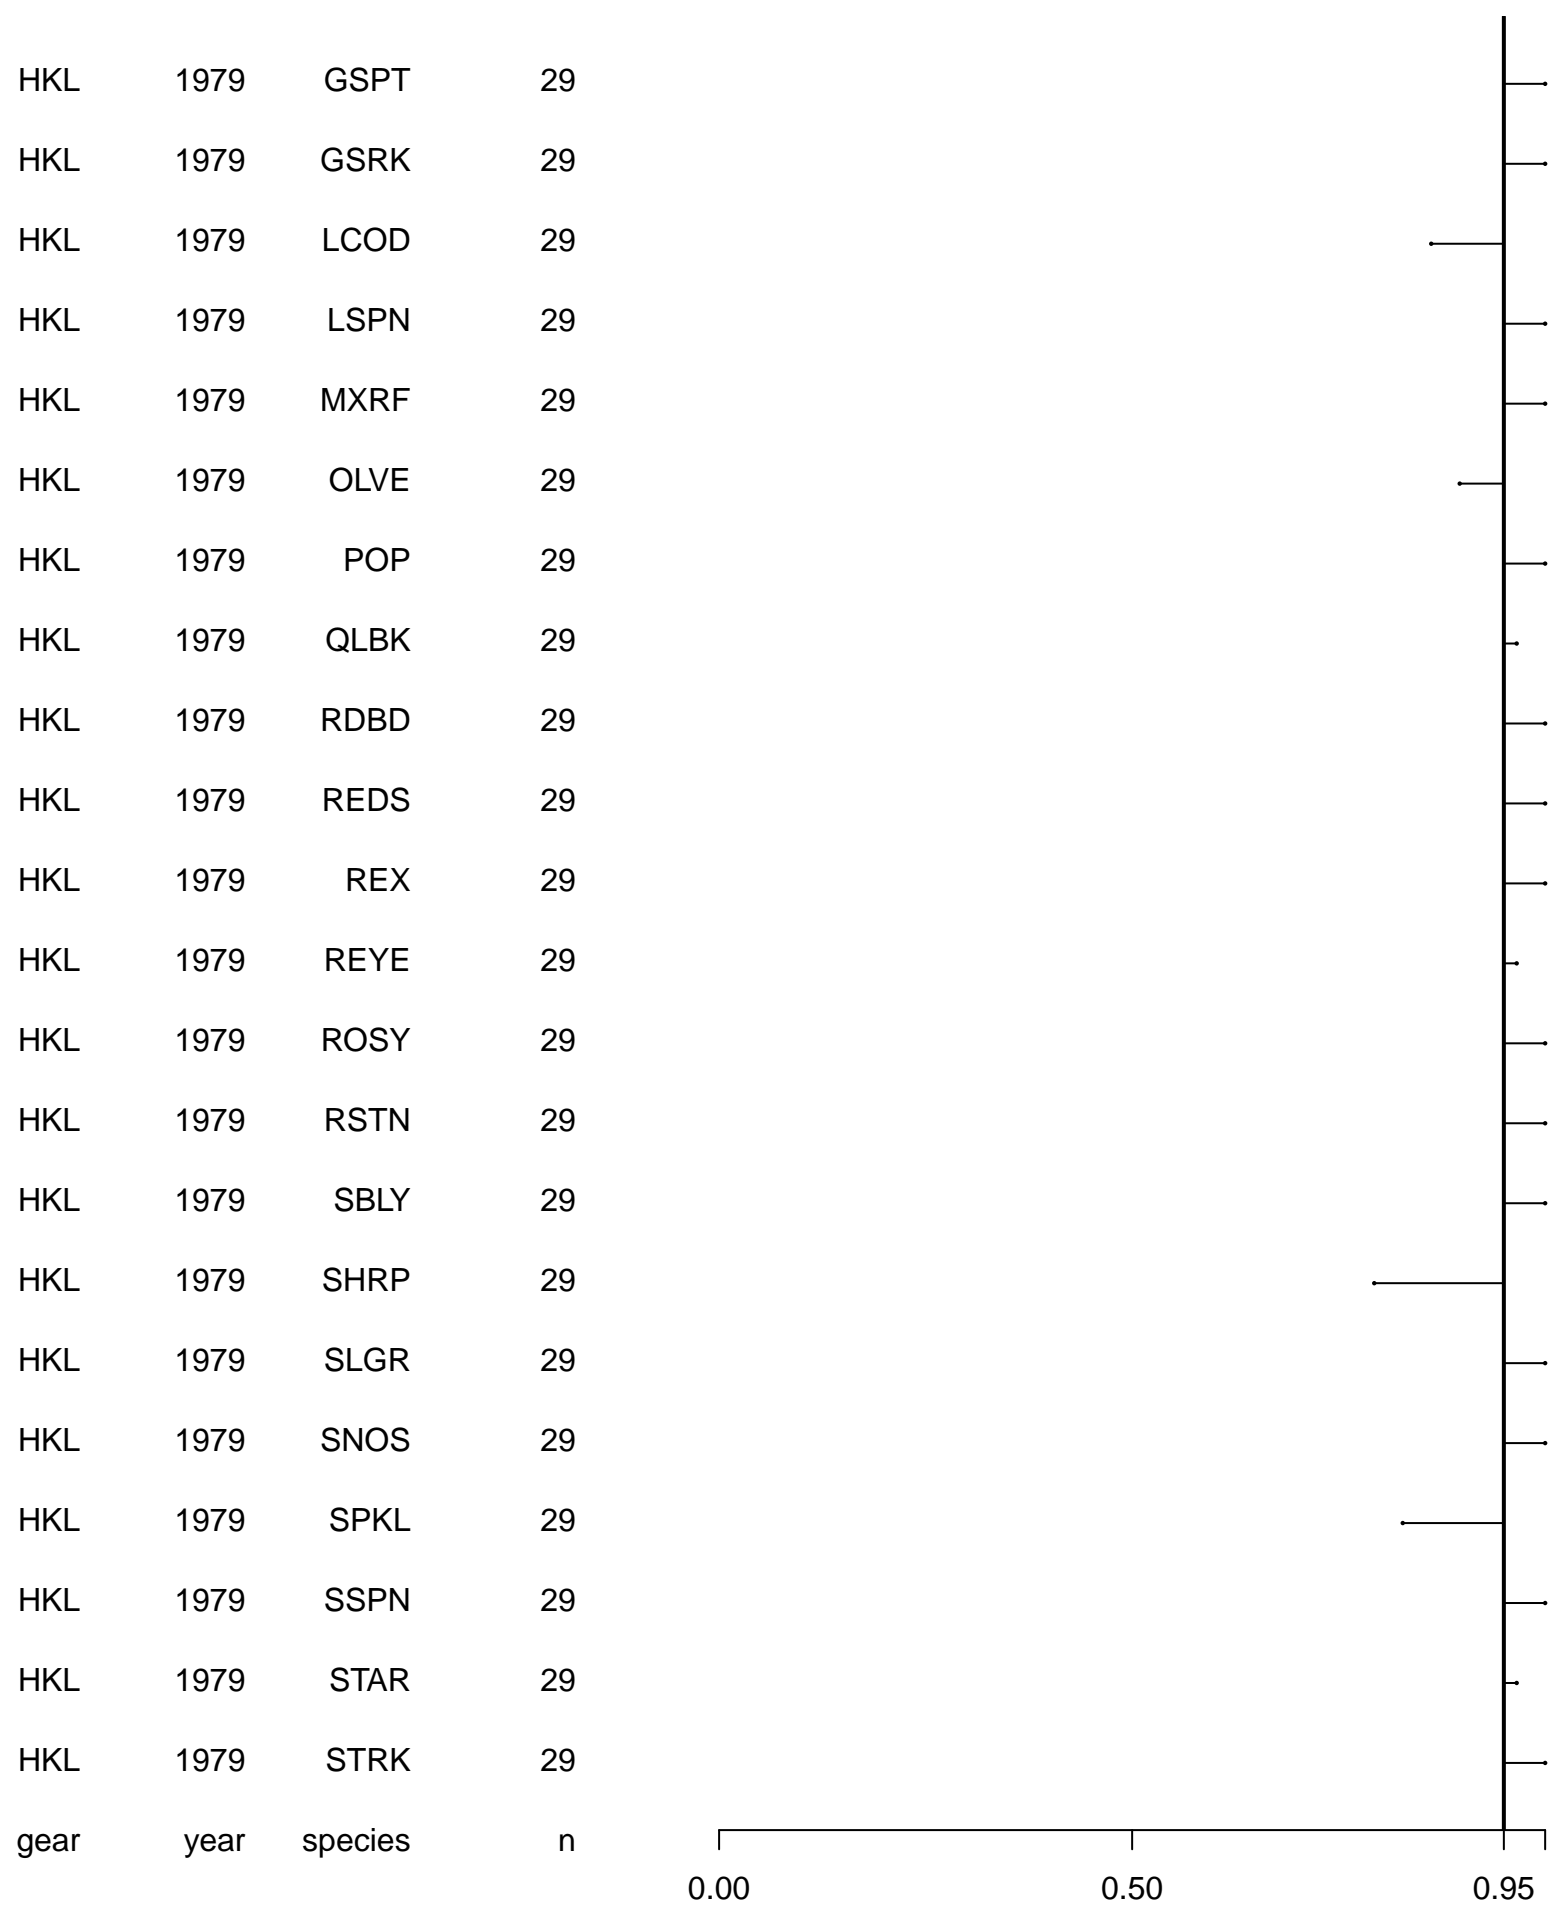 HKL 1979 GSPT 29
HKL 1979 GSRK 29
HKL 1979 LCOD 29
HKL 1979 LSPN 29
HKL 1979 MXRF 29
HKL 1979 OLVE 29
HKL 1979 POP 29
HKL 1979 QLBK 29
HKL 1979 RDBD 29
HKL 1979 REDS 29
HKL 1979 REX 29
HKL 1979 REYE 29
HKL 1979 ROSY 29
HKL 1979 RSTN 29
HKL 1979 SBLY 29
HKL 1979 SHRP 29
HKL 1979 SLGR 29
HKL 1979 SNOS 29
HKL 1979 SPKL 29
HKL 1979 SSPN 29
HKL 1979 STAR 29
HKL 1979 STRK 29
gear year species n
0.00 0.50 0.95